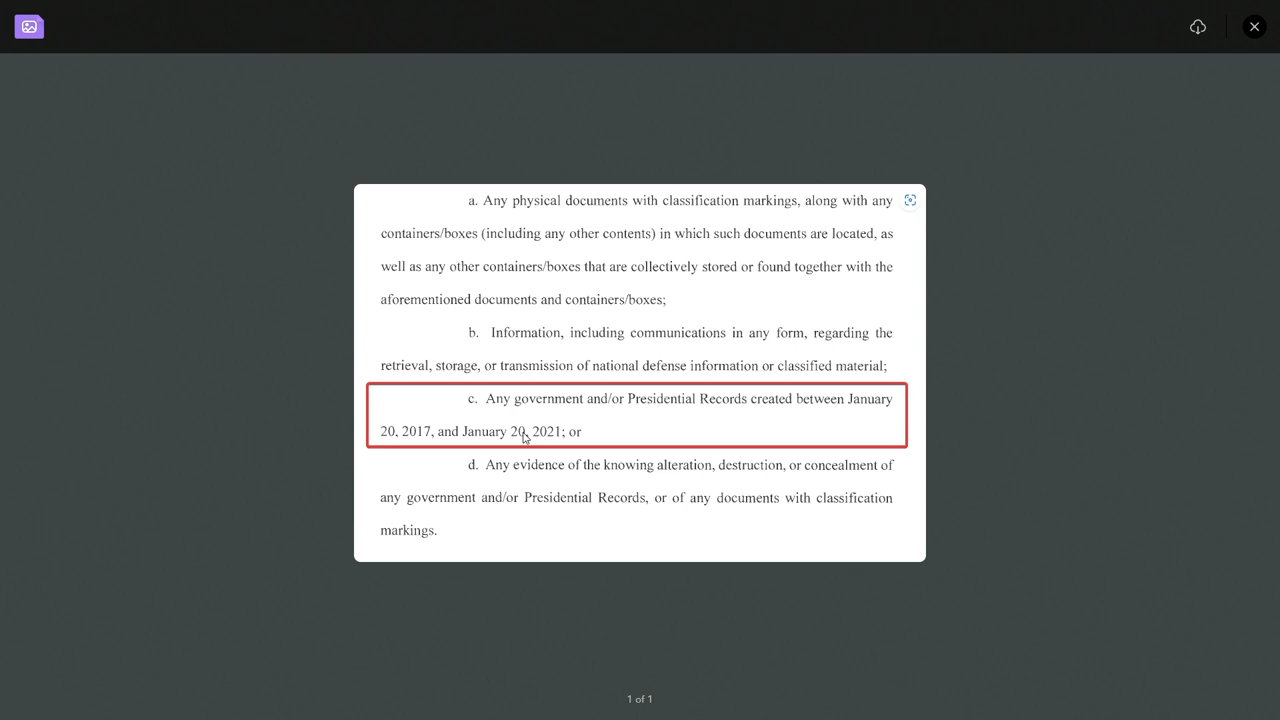 a. Any physical documents with classification markings, along with any
containers/boxes (including any other contents) in which such documents are located, as
well as any other containers/boxes that are collectively stored or found together with the
aforementioned documents and containers/boxes;
b. Information, including communications in any form, regarding the
retrieval, storage, or transmission of national defense information or classified material;
c. Any government and/or Presidential Records created between January
20, 2017, and January 20, 2021; or
d. Any evidence of the knowing alteration, destruction, or concealment of
any government and/or Presidential Records, or of any documents with classification
markings.
1 of 1